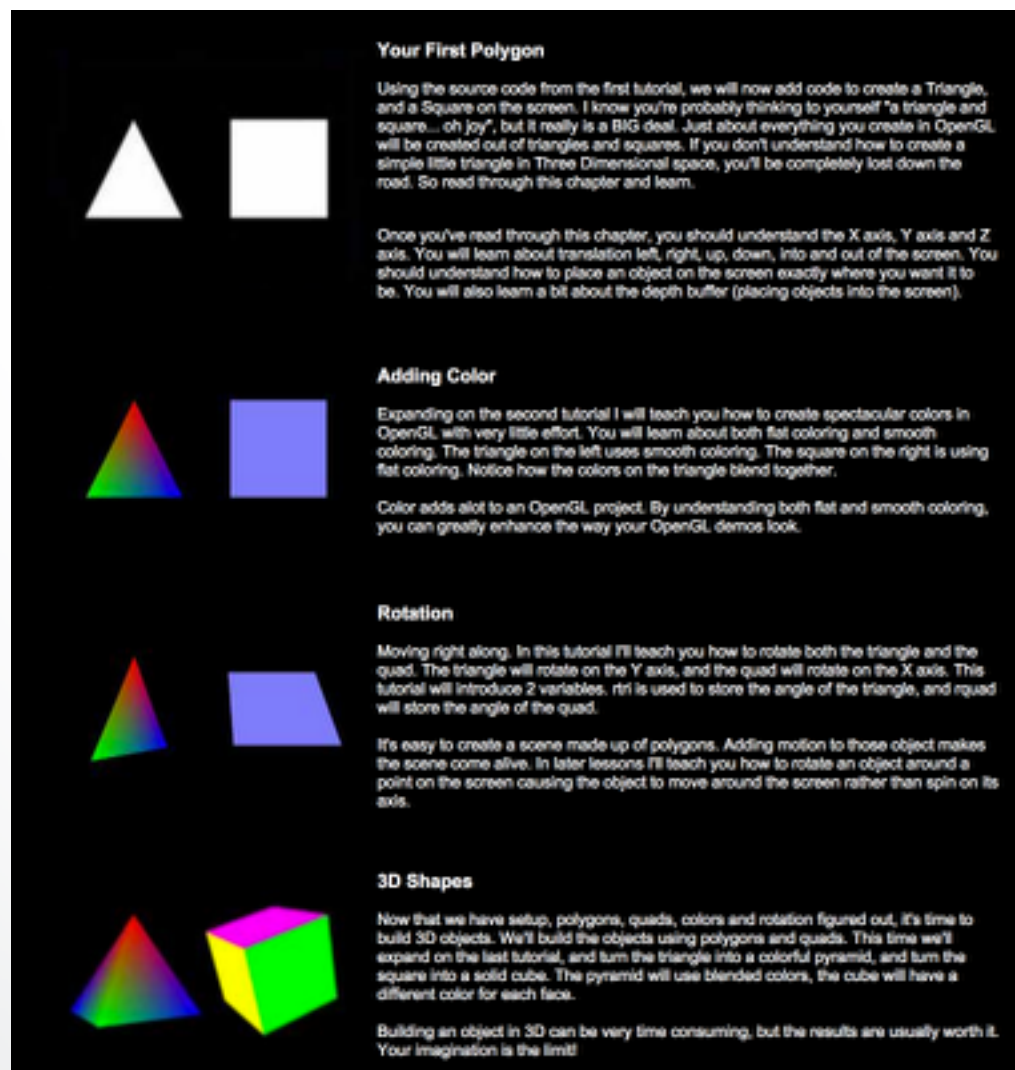 Your First Polygon
Using the source code from the first tutorial, we will now add code to create a Triangle,
and a Square on the screen. I know you're probably thinking to yourself "a triangle and
square... oh joy", but it really is a BIG deal. Just about everything you create in OpenGL
will be created out of triangles and squares. If you don't understand how to create a
simple little triangle in Three Dimensional space, you'll be completely lost down the
road. So read through this chapter and learn.
Once you've read through this chapter, you should understand the X axis, Y axis and Z
axis. You will learn about translation left, right, up, down, into and out of the screen. You
should understand how to place an object on the screen exactly where you want it to
be. You will also learn a bit about the depth buffer (placing objects into the screen).
Adding Color
Expanding on the second tutorial I will teach you how to create spectacular colors in
OpenGL with very little effort. You will learn about both flat coloring and smooth
coloring. The triangle on the left uses smooth coloring. The square on the right is using
flat coloring. Notice how the colors on the triangle blend together.
Color adds alot to an OpenGL project. By understanding both flat and smooth coloring,
you can greatly enhance the way your OpenGL demos look.
Rotation
Moving right along. In this tutorial I'll teach you how to rotate both the triangle and the
quad. The triangle will rotate on the Y axis, and the quad will rotate on the X axis. This
tutorial will introduce 2 variables. rtri is used to store the angle of the triangle, and rquad
will store the angle of the quad.
It's easy to create a scene made up of polygons. Adding motion to those object makes
the scene come alive. In later lessons I'll teach you how to rotate an object around a
point on the screen causing the object to move around the screen rather than spin on its
axis.
3D Shapes
Now that we have setup, polygons, quads, colors and rotation figured out, it's time to
build 3D objects. We'll build the objects using polygons and quads. This time we'll
expand on the last tutorial, and turn the triangle into a colorful pyramid, and turn the
square into a solid cube. The pyramid will use blended colors, the cube will have a
different color for each face.
Building an object in 3D can be very time consuming, but the results are usually worth it.
Your imagination is the limit!